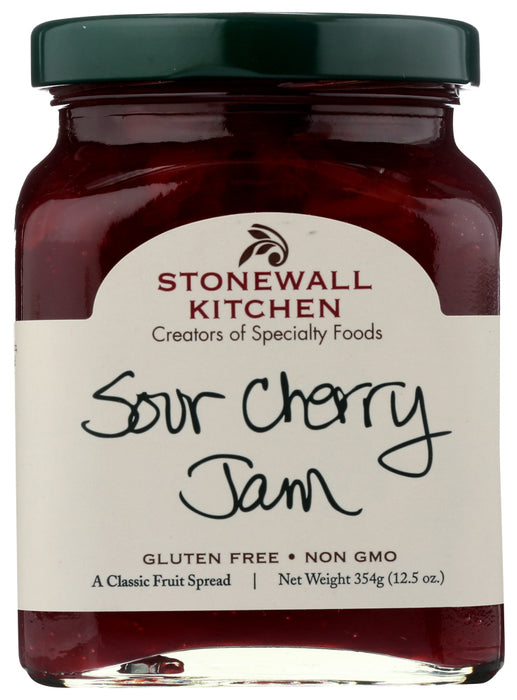 STONEWALL
KITCHEN
Creators of Specialty Foods
Sour Cherry
Jam
GLUTEN FREE • NON GMO
A Classic Fruit Spread | Net Weight 354g (12.5 oz.)